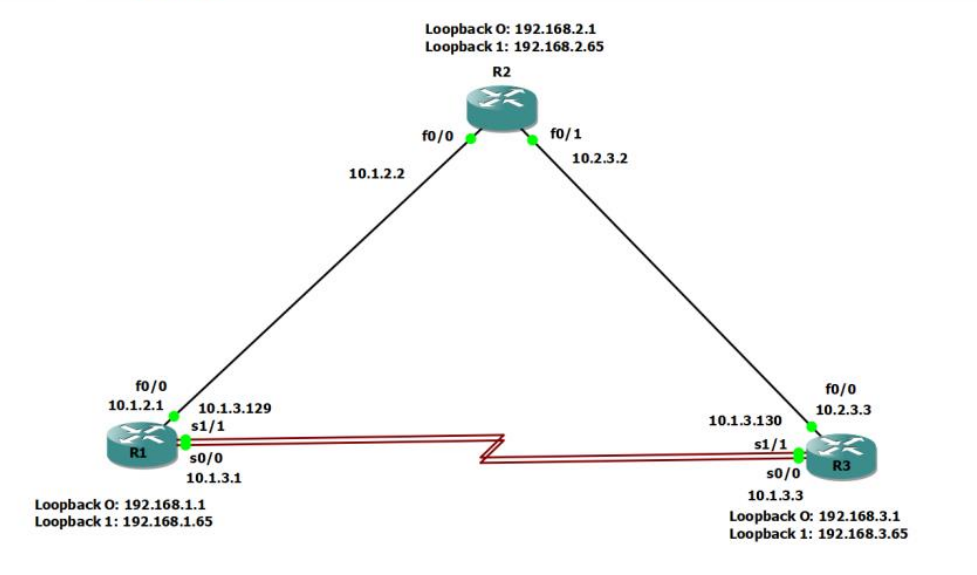 Loopback O: 192.168.2.1
Loopback 1: 192.168.2.65
R2
f0/0
f0/1
10.2.3.2
10.1.2.2
f0/0
10.1.2.1
10.1.3.129
s1/1
R1
s0/0
10.1.3.1
Loopback O: 192.168.1.1
Loopback 1: 192.168.1.65
f0/0
10.2.3.3
10.1.3.130
s1/1
R3
s0/0
10.1.3.3
Loopback O: 192.168.3.1
Loopback 1: 192.168.3.65